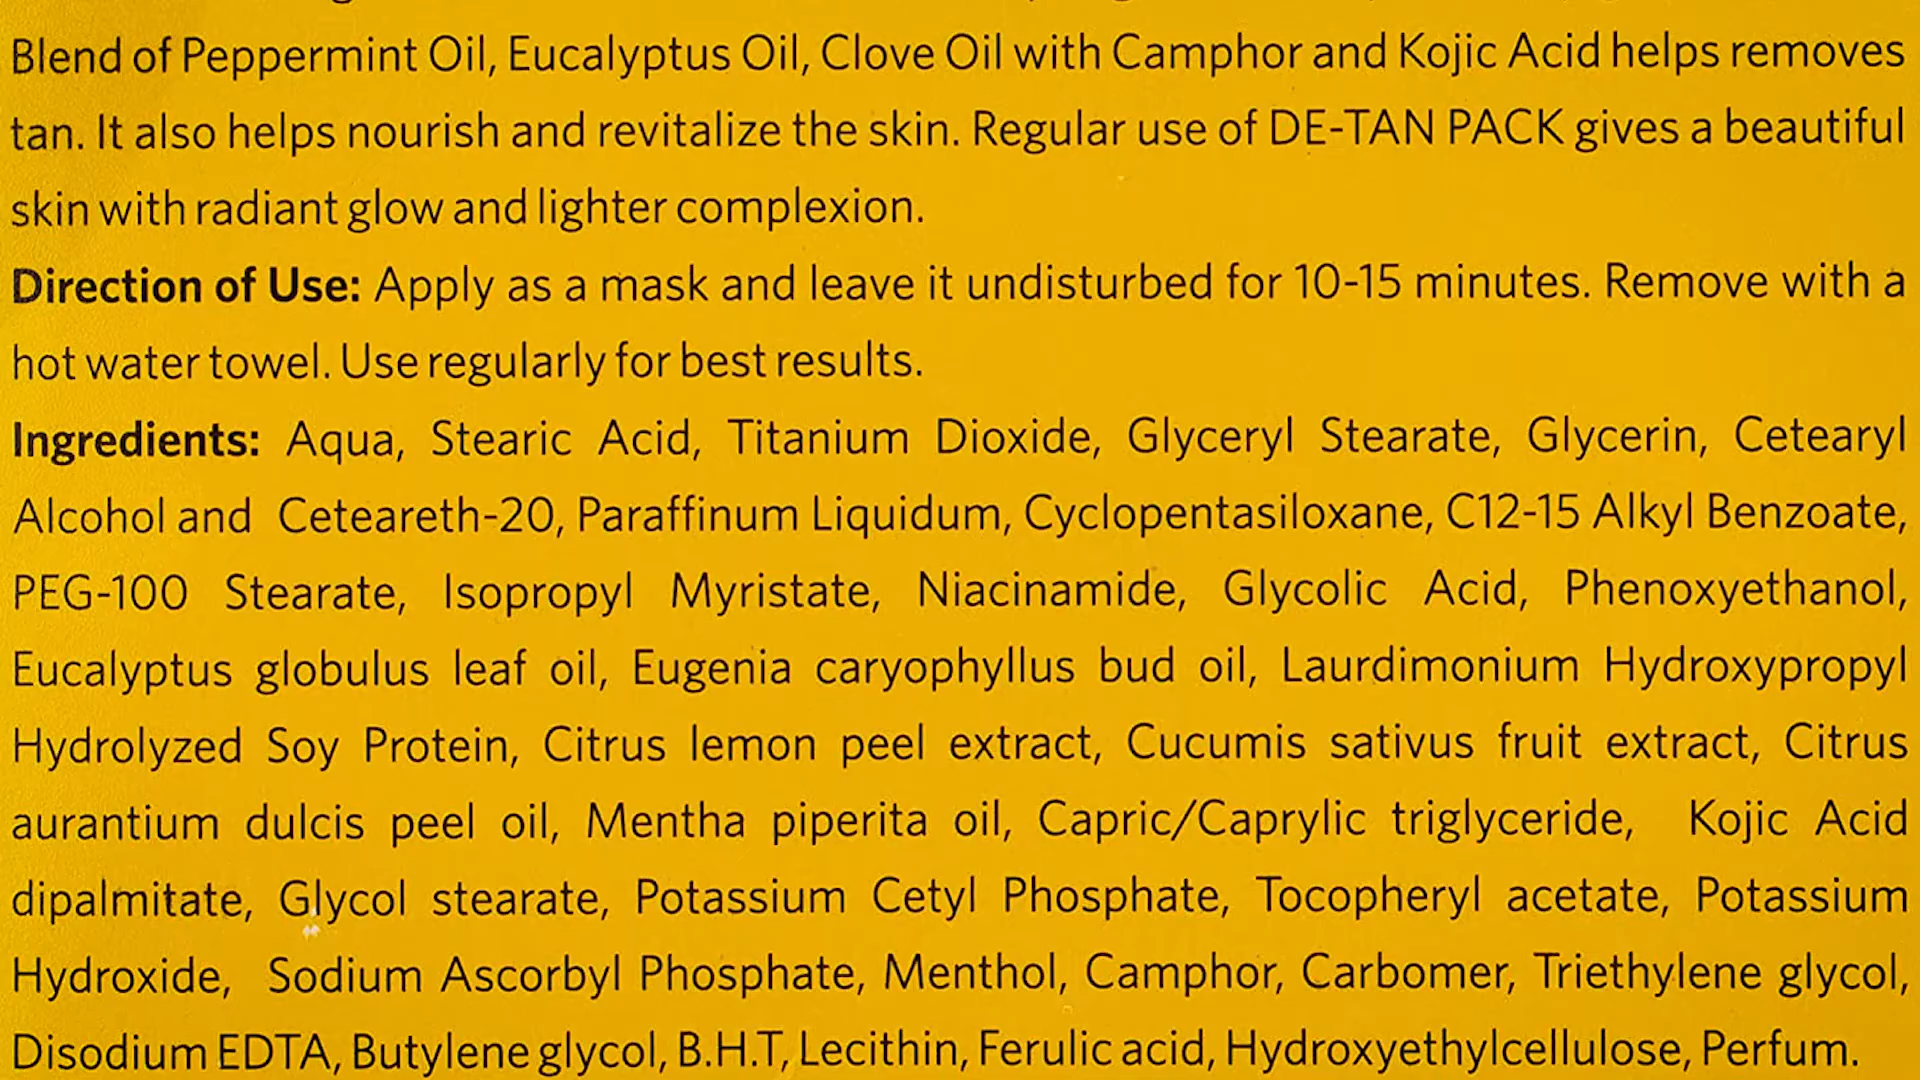 Blend of Peppermint Oil, Eucalyptus Oil, Clove Oil with Camphor and Kojic Acid helps removes
tan. It also helps nourish and revitalize the skin. Regular use of DE-TAN PACK gives a beautiful
skin with radiant glow and lighter complexion.
Direction of Use: Apply as a mask and leave it undisturbed for 10-15 minutes. Remove with a
hot water towel. Use regularly for best results.
Ingredients: Aqua, Stearic Acid, Titanium Dioxide, Glyceryl Stearate, Glycerin, Cetearyl
Alcohol and Ceteareth-20, Paraffinum Liquidum, Cyclopentasiloxane, C12-15 Alkyl Benzoate,
PEG-100 Stearate, Isopropyl Myristate, Niacinamide, Glycolic Acid, Phenoxyethanol,
Eucalyptus globulus leaf oil, Eugenia caryophyllus bud oil, Laurdimonium Hydroxypropyl
Hydrolyzed Soy Protein, Citrus lemon peel extract, Cucumis sativus fruit extract, Citrus
aurantium dulcis peel oil, Mentha piperita oil, Capric/Caprylic triglyceride, Kojic Acid
dipalmitate, Glycol stearate, Potassium Cetyl Phosphate, Tocopheryl acetate, Potassium
Hydroxide, Sodium Ascorbyl Phosphate, Menthol, Camphor, Carbomer, Triethylene glycol,
Disodium EDTA, Butylene glycol, B.H.T, Lecithin, Ferulic acid, Hydroxyethylcellulose, Perfum.